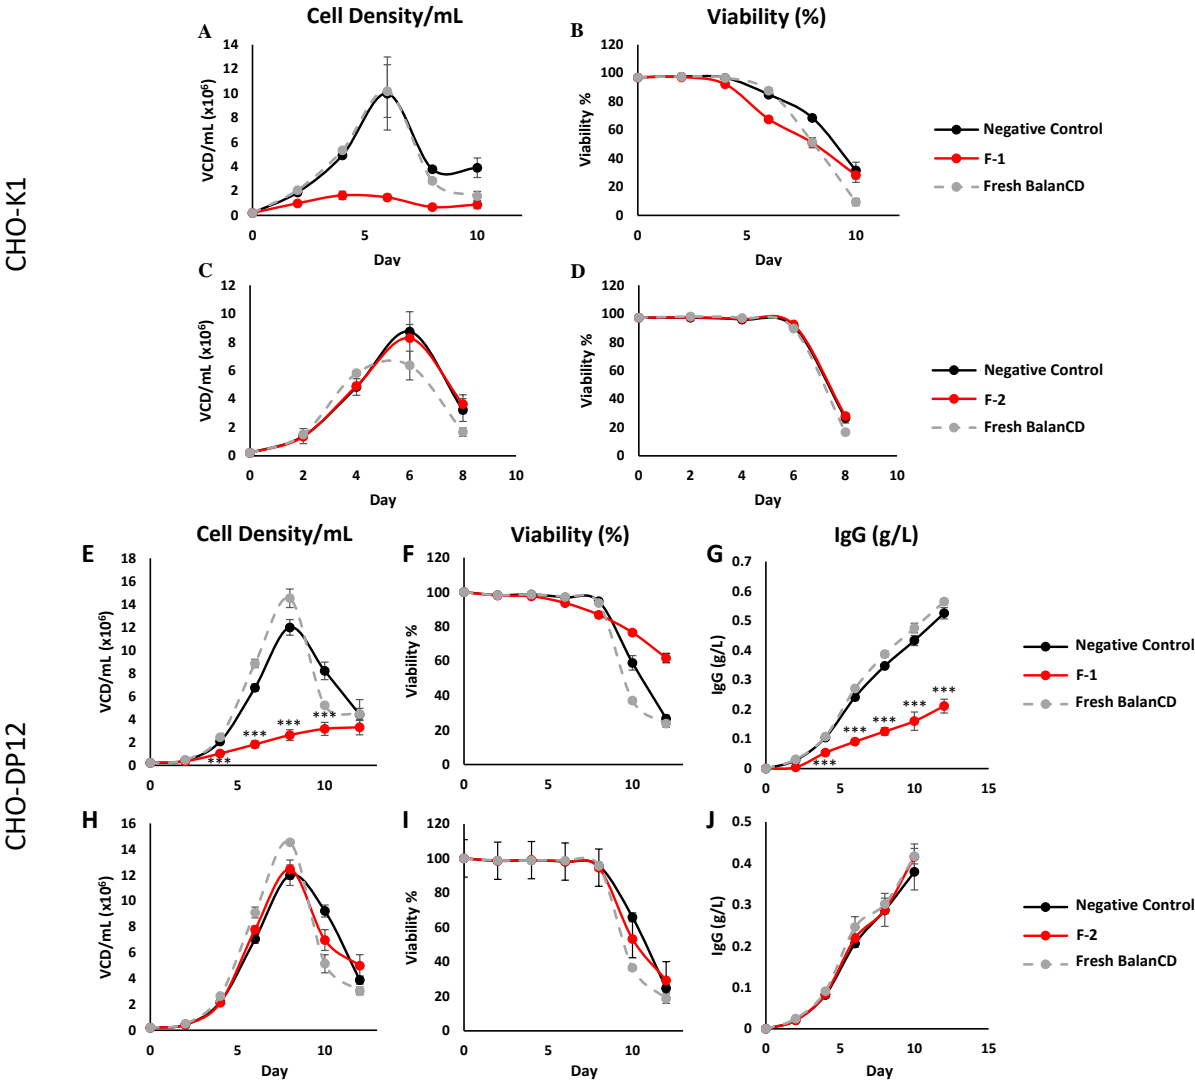 Cell Density/mL
Viability (%)
CHO-K1
A
VCD/mL (x10⁶)
14
12
10
8
6
4
2
0
0 5 10
Day
B
Viability %
120
100
80
60
40
20
0
0 5 10
Day
Negative Control
F-1
Fresh BalanCD
C
VCD/mL (x10⁶)
12
10
8
6
4
2
0
0 2 4 6 8 10
Day
D
Viability %
120
100
80
60
40
20
0
0 2 4 6 8 10
Day
Negative Control
F-2
Fresh BalanCD
Cell Density/mL
Viability (%)
IgG (g/L)
CHO-DP12
E
VCD/mL (x10⁶)
18
16
14
12
10
8
6
4
2
0
*** *** *** ***
0 5 10
Day
F
Viability %
120
100
80
60
40
20
0
0 5 10
Day
G
IgG (g/L)
0.7
0.6
0.5
0.4
0.3
0.2
0.1
0
*** *** *** *** ***
0 5 10 15
Day
Negative Control
F-1
Fresh BalanCD
H
VCD/mL (x10⁶)
16
14
12
10
8
6
4
2
0
0 5 10
Day
I
Viability %
120
100
80
60
40
20
0
0 5 10
Day
J
IgG (g/L)
0.5
0.4
0.3
0.2
0.1
0
0 5 10 15
Day
Negative Control
F-2
Fresh BalanCD